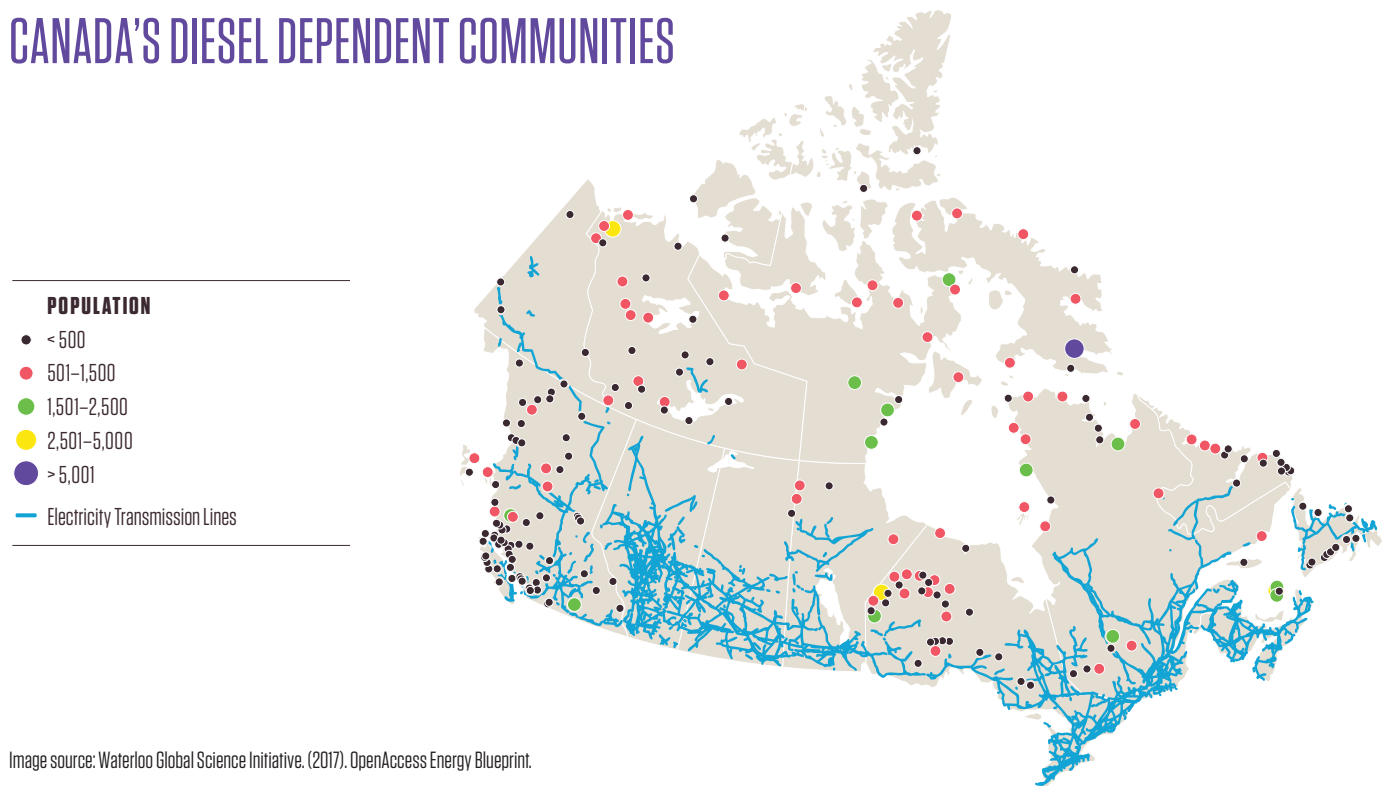 CANADA'S DIESEL DEPENDENT COMMUNITIES
POPULATION
< 500
501–1,500
1,501–2,500
2,501–5,000
> 5,001
Electricity Transmission Lines
Image source: Waterloo Global Science Initiative. (2017). OpenAccess Energy Blueprint.